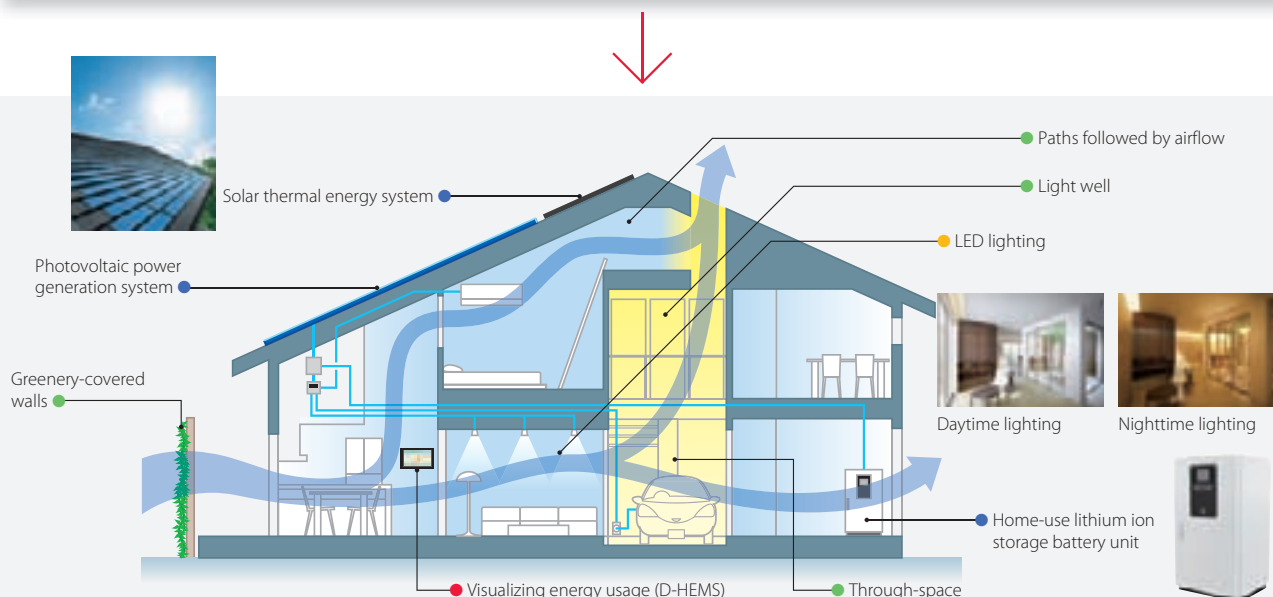 Paths followed by airflow
Light well
Solar thermal energy system
LED lighting
Photovoltaic power
generation system
Greenery-covered
walls
Daytime lighting
Nighttime lighting
Home-use lithium ion
storage battery unit
Visualizing energy usage (D-HEMS)
Through-space